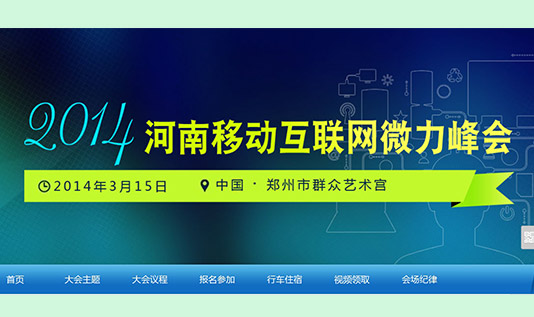 2014 河南移动互联网微力峰会
2014年3月15日 中国 · 郑州市群众艺术宫
首页 大会主题 大会议程 报名参加 行车住宿 视频领取 会场纪律